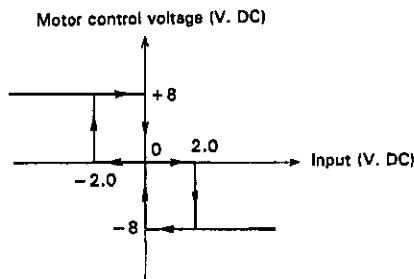 Motor control voltage (V. DC)
+8
0
2.0
Input (V. DC)
−2.0
−8